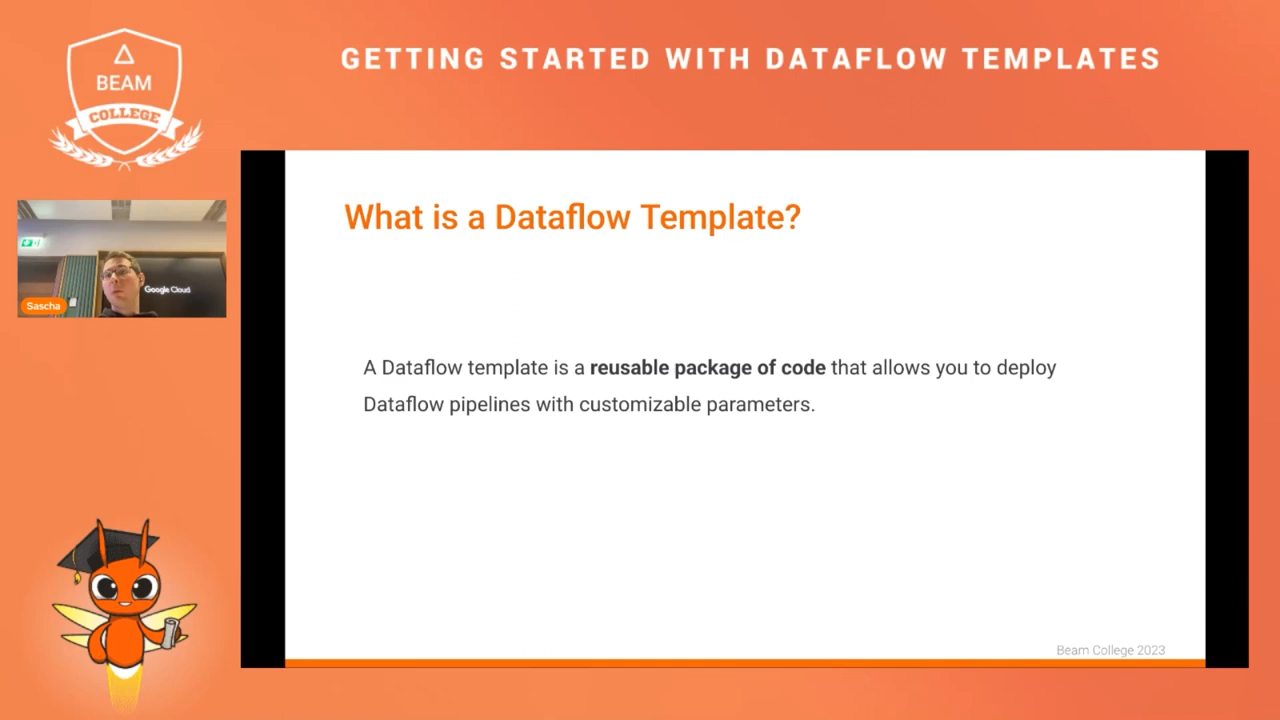 GETTING STARTED WITH DATAFLOW TEMPLATES
BEAM
COLLEGE
What is a Dataflow Template?
Google Cloud
Sascha
A Dataflow template is a reusable package of code that allows you to deploy
Dataflow pipelines with customizable parameters.
Beam College 2023